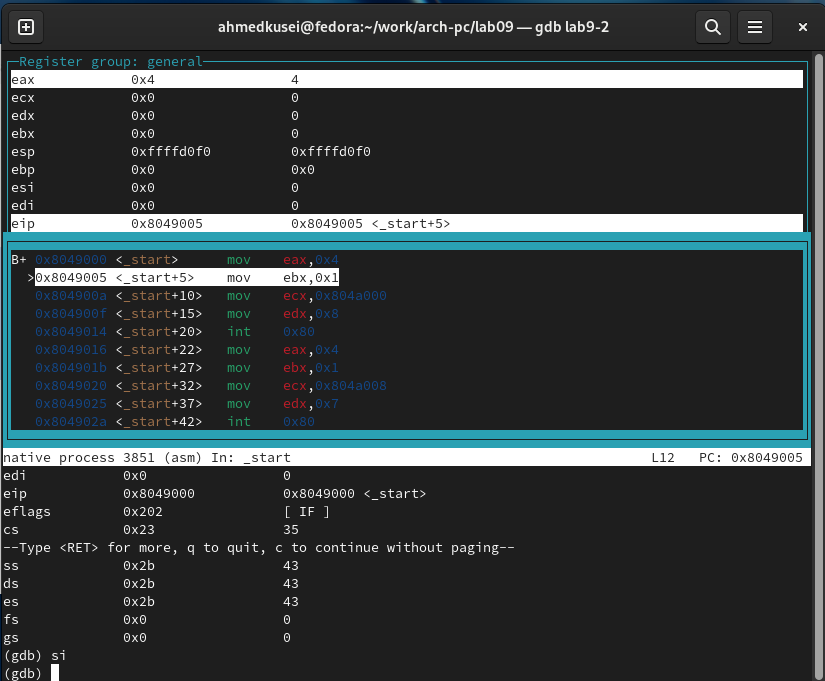 ahmedkusei@fedora:~/work/arch-pc/lab09 — gdb lab9-2
Register group: general
eax 0x4 4
ecx 0x0 0
edx 0x0 0
ebx 0x0 0
esp 0xffffd0f0 0xffffd0f0
ebp 0x0 0x0
esi 0x0 0
edi 0x0 0
eip 0x8049005 0x8049005 <_start+5>
B+ 0x8049000 <_start> mov eax,0x4
>0x8049005 <_start+5> mov ebx,0x1
0x804900a <_start+10> mov ecx,0x804a000
0x804900f <_start+15> mov edx,0x8
0x8049014 <_start+20> int 0x80
0x8049016 <_start+22> mov eax,0x4
0x804901b <_start+27> mov ebx,0x1
0x8049020 <_start+32> mov ecx,0x804a008
0x8049025 <_start+37> mov edx,0x7
0x804902a <_start+42> int 0x80
native process 3851 (asm) In: _start L12 PC: 0x8049005
edi 0x0 0
eip 0x8049000 0x8049000 <_start>
eflags 0x202 [ IF ]
cs 0x23 35
--Type <RET> for more, q to quit, c to continue without paging--
ss 0x2b 43
ds 0x2b 43
es 0x2b 43
fs 0x0 0
gs 0x0 0
(gdb) si
(gdb)